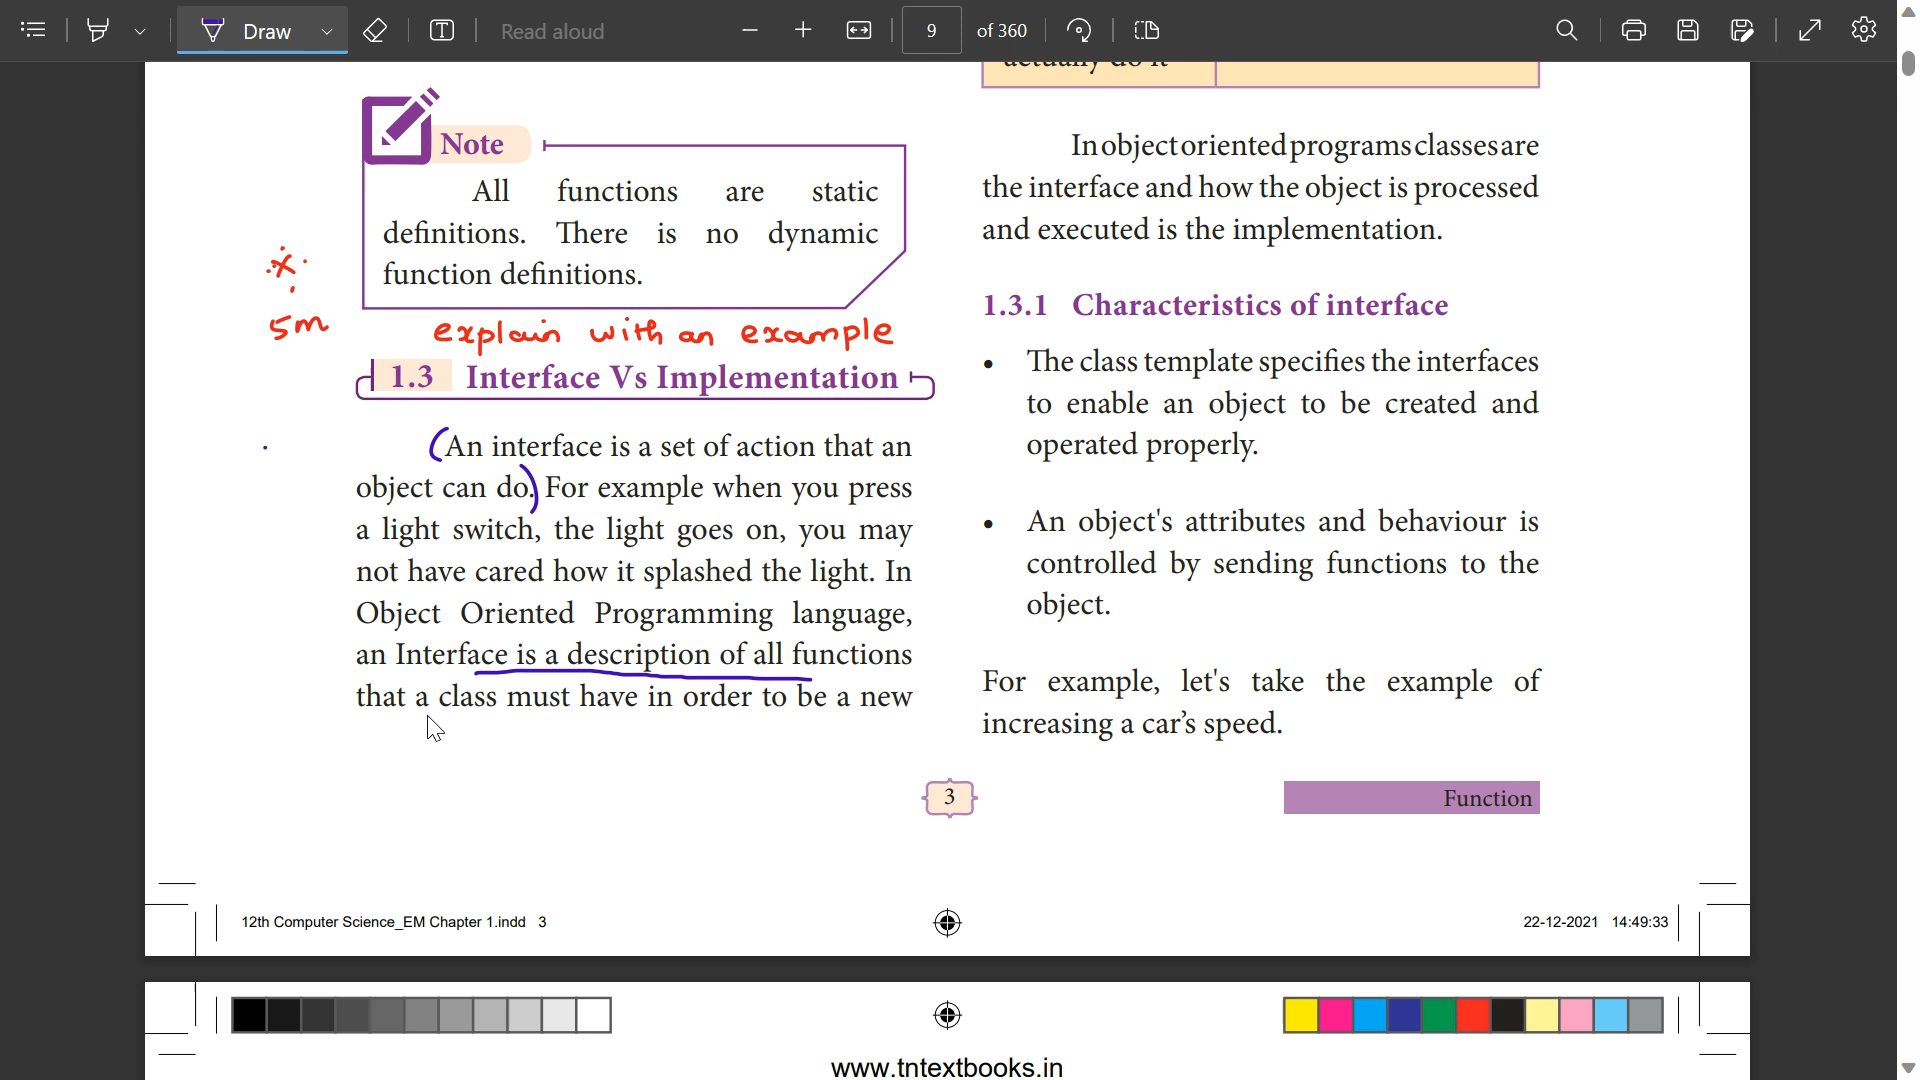 Draw
Read aloud
9 of 360
Note
All functions are static
definitions. There is no dynamic
function definitions.
5m
explain with an example
1.3 Interface Vs Implementation
(An interface is a set of action that an
object can do.) For example when you press
a light switch, the light goes on, you may
not have cared how it splashed the light. In
Object Oriented Programming language,
an Interface is a description of all functions
that a class must have in order to be a new
actually do it
In object oriented programs classes are
the interface and how the object is processed
and executed is the implementation.
1.3.1 Characteristics of interface
• The class template specifies the interfaces
to enable an object to be created and
operated properly.
• An object's attributes and behaviour is
controlled by sending functions to the
object.
For example, let's take the example of
increasing a car's speed.
3
Function
12th Computer Science_EM Chapter 1.indd 3
22-12-2021 14:49:33
www.tntextbooks.in